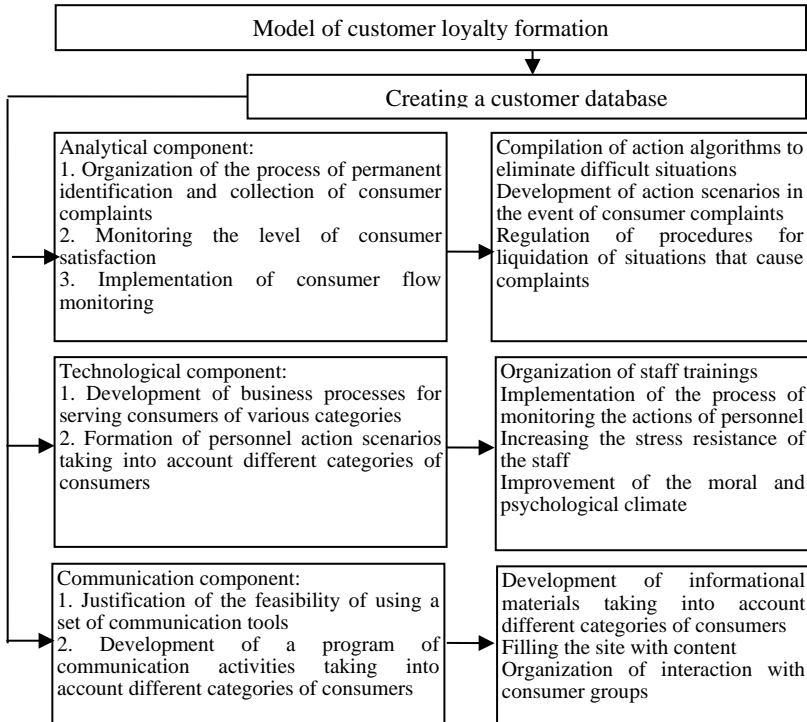 Model of customer loyalty formation
Creating a customer database
Analytical component:
1. Organization of the process of permanent
identification and collection of consumer
complaints
2. Monitoring the level of consumer
satisfaction
3. Implementation of consumer flow
monitoring
Compilation of action algorithms to
eliminate difficult situations
Development of action scenarios in
the event of consumer complaints
Regulation of procedures for
liquidation of situations that cause
complaints
Technological component:
1. Development of business processes for
serving consumers of various categories
2. Formation of personnel action scenarios
taking into account different categories of
consumers
Organization of staff trainings
Implementation of the process of
monitoring the actions of personnel
Increasing the stress resistance of
the staff
Improvement of the moral and
psychological climate
Communication component:
1. Justification of the feasibility of using a
set of communication tools
2. Development of a program of
communication activities taking into
account different categories of consumers
Development of informational
materials taking into account
different categories of consumers
Filling the site with content
Organization of interaction with
consumer groups